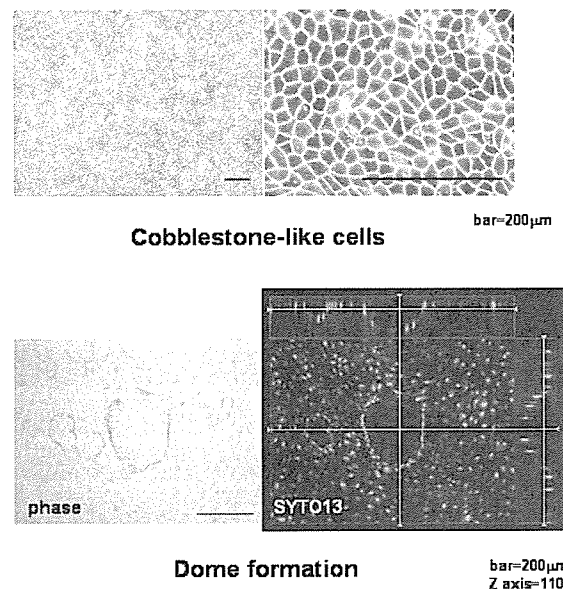 bar=200µm
Cobblestone-like cells
phase
SYTO13
Dome formation
bar=200µm
Z axis=110